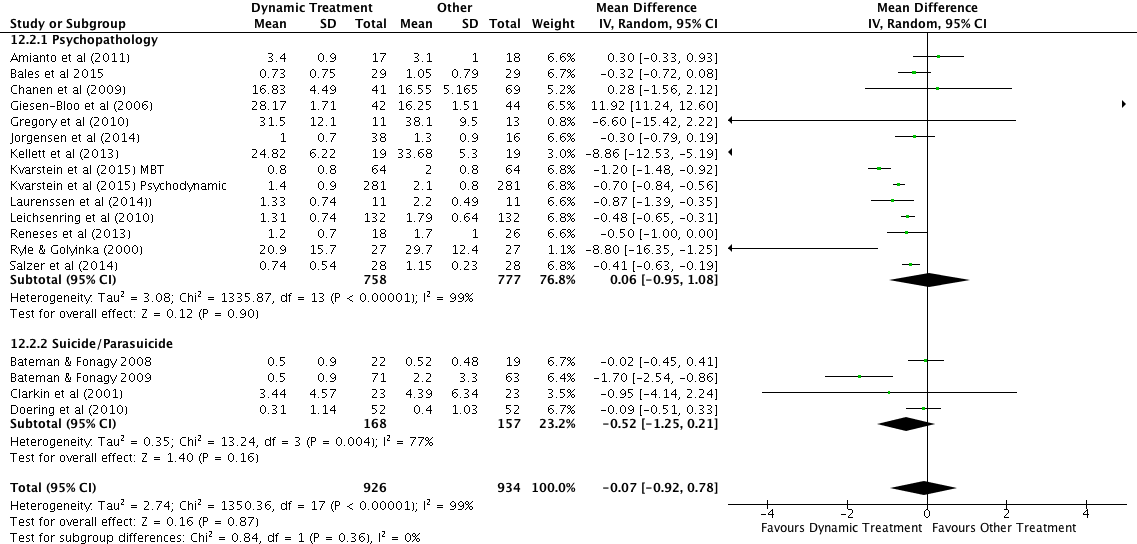 Dynamic Treatment Other Mean Difference Mean Difference
Study or Subgroup Mean SD Total Mean SD Total Weight IV, Random, 95% CI IV, Random, 95% CI
12.2.1 Psychopathology
Amianto et al (2011) 3.4 0.9 17 3.1 1 18 6.6% 0.30 [−0.33, 0.93]
Bales et al 2015 0.73 0.75 29 1.05 0.79 29 6.7% −0.32 [−0.72, 0.08]
Chanen et al (2009) 16.83 4.49 41 16.55 5.165 69 5.2% 0.28 [−1.56, 2.12]
Giesen-Bloo et al (2006) 28.17 1.71 42 16.25 1.51 44 6.6% 11.92 [11.24, 12.60]
Gregory et al (2010) 31.5 12.1 11 38.1 9.5 13 0.8% −6.60 [−15.42, 2.22]
Jorgensen et al (2014) 1 0.7 38 1.3 0.9 16 6.7% −0.30 [−0.79, 0.19]
Kellett et al (2013) 24.82 6.22 19 33.68 5.3 19 3.0% −8.86 [−12.53, −5.19]
Kvarstein et al (2015) MBT 0.8 0.8 64 2 0.8 64 6.7% −1.20 [−1.48, −0.92]
Kvarstein et al (2015) Psychodynamic 1.4 0.9 281 2.1 0.8 281 6.8% −0.70 [−0.84, −0.56]
Laurenssen et al (2014)) 1.33 0.74 11 2.2 0.49 11 6.7% −0.87 [−1.39, −0.35]
Leichsenring et al (2010) 1.31 0.74 132 1.79 0.64 132 6.8% −0.48 [−0.65, −0.31]
Reneses et al (2013) 1.2 0.7 18 1.7 1 26 6.7% −0.50 [−1.00, 0.00]
Ryle & Golyinka (2000) 20.9 15.7 27 29.7 12.4 27 1.1% −8.80 [−16.35, −1.25]
Salzer et al (2014) 0.74 0.54 28 1.15 0.23 28 6.8% −0.41 [−0.63, −0.19]
Subtotal (95% CI) 758 777 76.8% 0.06 [−0.95, 1.08]
Heterogeneity: Tau² = 3.08; Chi² = 1335.87, df = 13 (P < 0.00001); I² = 99%
Test for overall effect: Z = 0.12 (P = 0.90)
12.2.2 Suicide/Parasuicide
Bateman & Fonagy 2008 0.5 0.9 22 0.52 0.48 19 6.7% −0.02 [−0.45, 0.41]
Bateman & Fonagy 2009 0.5 0.9 71 2.2 3.3 63 6.4% −1.70 [−2.54, −0.86]
Clarkin et al (2001) 3.44 4.57 23 4.39 6.34 23 3.5% −0.95 [−4.14, 2.24]
Doering et al (2010) 0.31 1.14 52 0.4 1.03 52 6.7% −0.09 [−0.51, 0.33]
Subtotal (95% CI) 168 157 23.2% −0.52 [−1.25, 0.21]
Heterogeneity: Tau² = 0.35; Chi² = 13.24, df = 3 (P = 0.004); I² = 77%
Test for overall effect: Z = 1.40 (P = 0.16)
Total (95% CI) 926 934 100.0% −0.07 [−0.92, 0.78]
Heterogeneity: Tau² = 2.74; Chi² = 1350.36, df = 17 (P < 0.00001); I² = 99%
Test for overall effect: Z = 0.16 (P = 0.87)
Test for subgroup differences: Chi² = 0.84, df = 1 (P = 0.36), I² = 0%
−4 −2 0 2 4
Favours Dynamic Treatment Favours Other Treatment